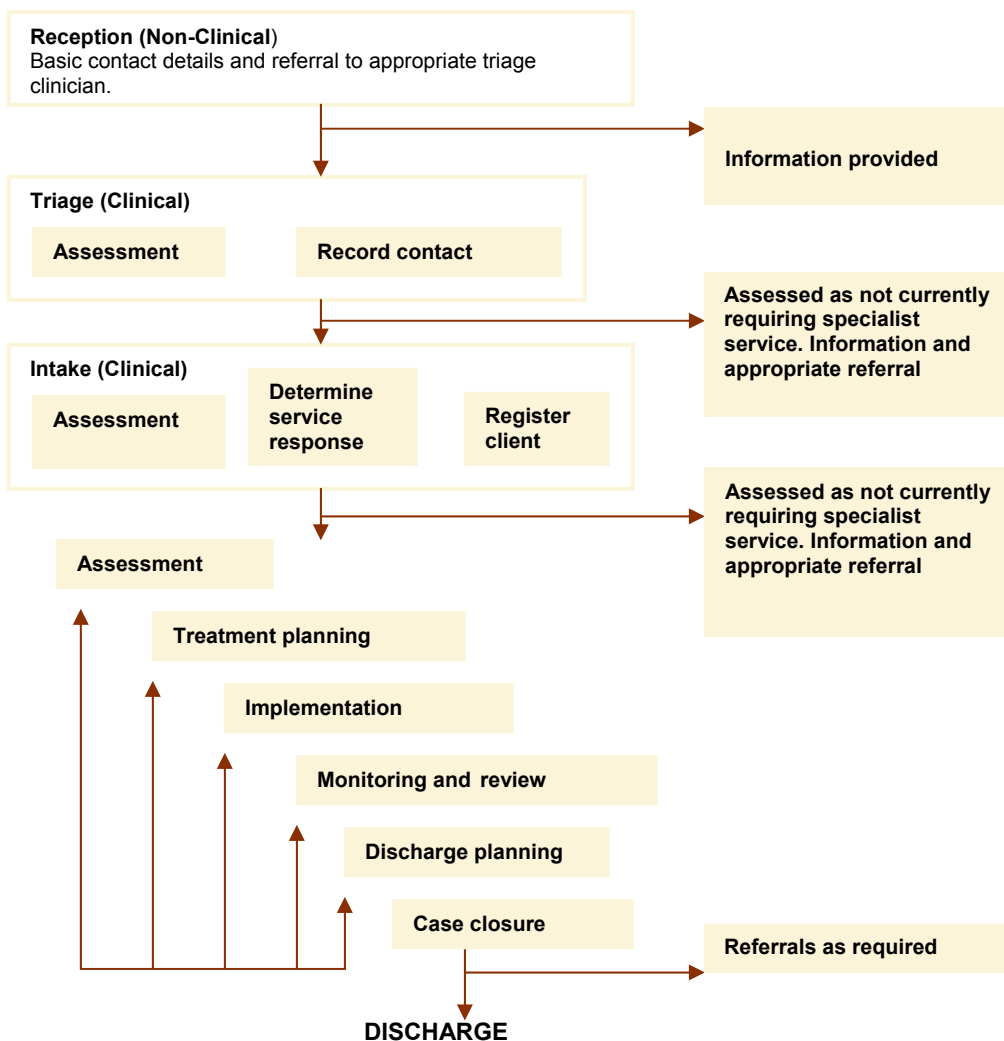 Reception (Non-Clinical)
Basic contact details and referral to appropriate triage
clinician.
Information provided
Triage (Clinical)
Assessment
Record contact
Assessed as not currently
requiring specialist
service. Information and
appropriate referral
Intake (Clinical)
Assessment
Determine
service
response
Register
client
Assessed as not currently
requiring specialist
service. Information and
appropriate referral
Assessment
Treatment planning
Implementation
Monitoring and review
Discharge planning
Case closure
Referrals as required
DISCHARGE